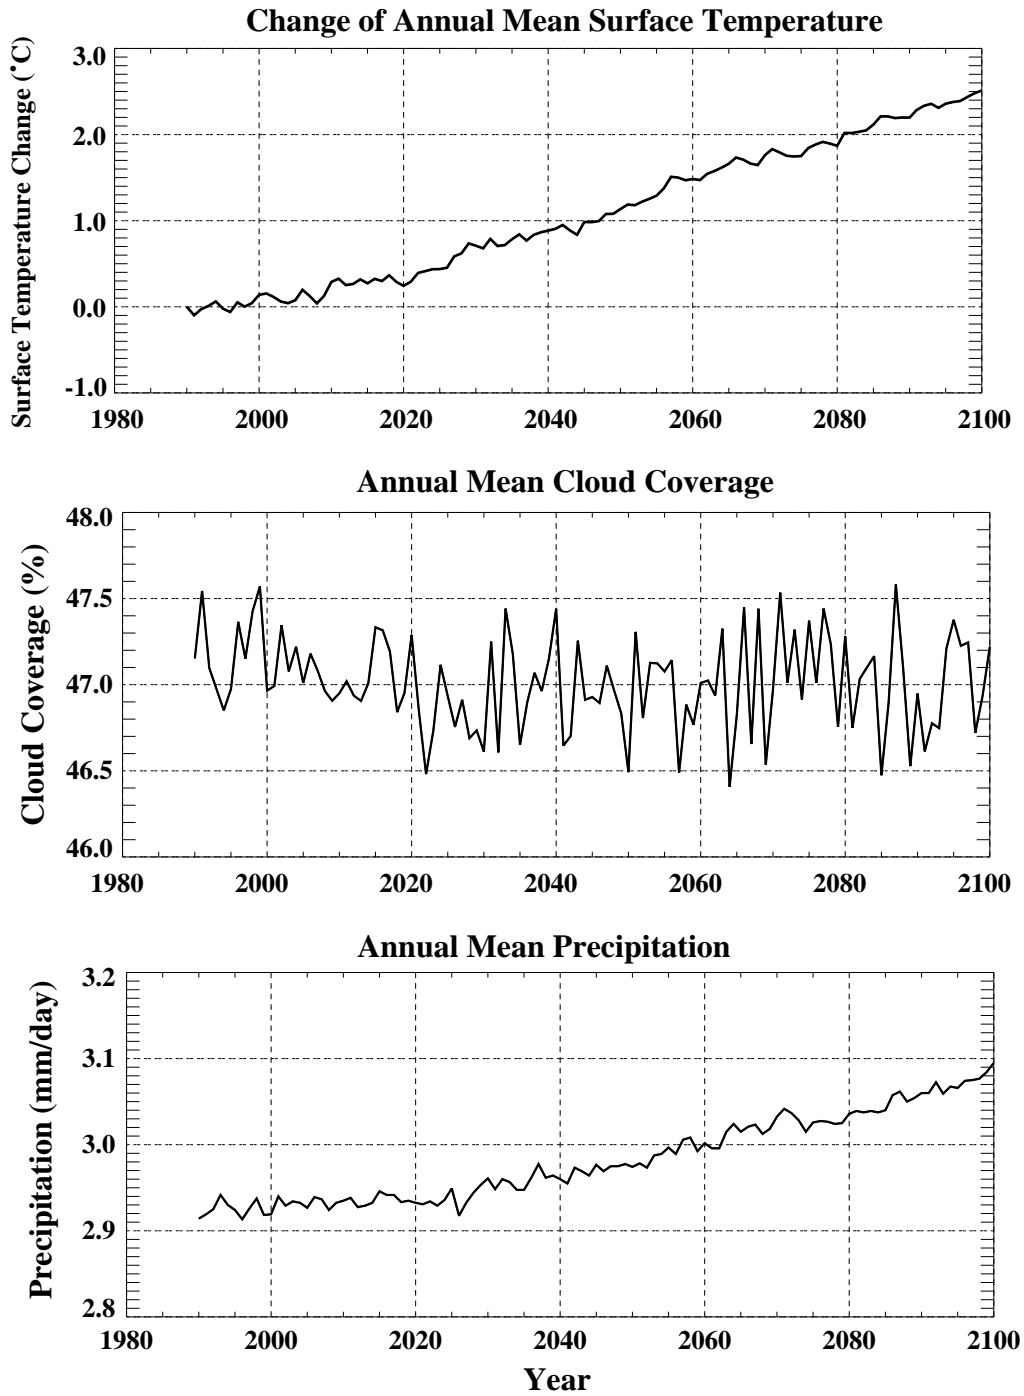 Change of Annual Mean Surface Temperature
Surface Temperature Change (°C)
3.0
2.0
1.0
0.0
-1.0
1980 2000 2020 2040 2060 2080 2100
Annual Mean Cloud Coverage
Cloud Coverage (%)
48.0
47.5
47.0
46.5
46.0
1980 2000 2020 2040 2060 2080 2100
Annual Mean Precipitation
Precipitation (mm/day)
3.2
3.1
3.0
2.9
2.8
1980 2000 2020 2040 2060 2080 2100
Year